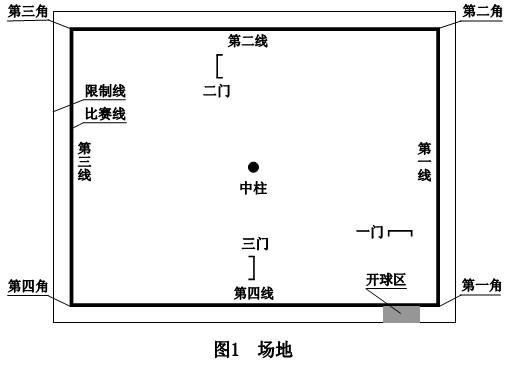 第三角
第二角
第二线
二门
限制线
比赛线
第三线
第一线
中柱
一门
三门
第四线
开球区
第四角
第一角
图1 场地